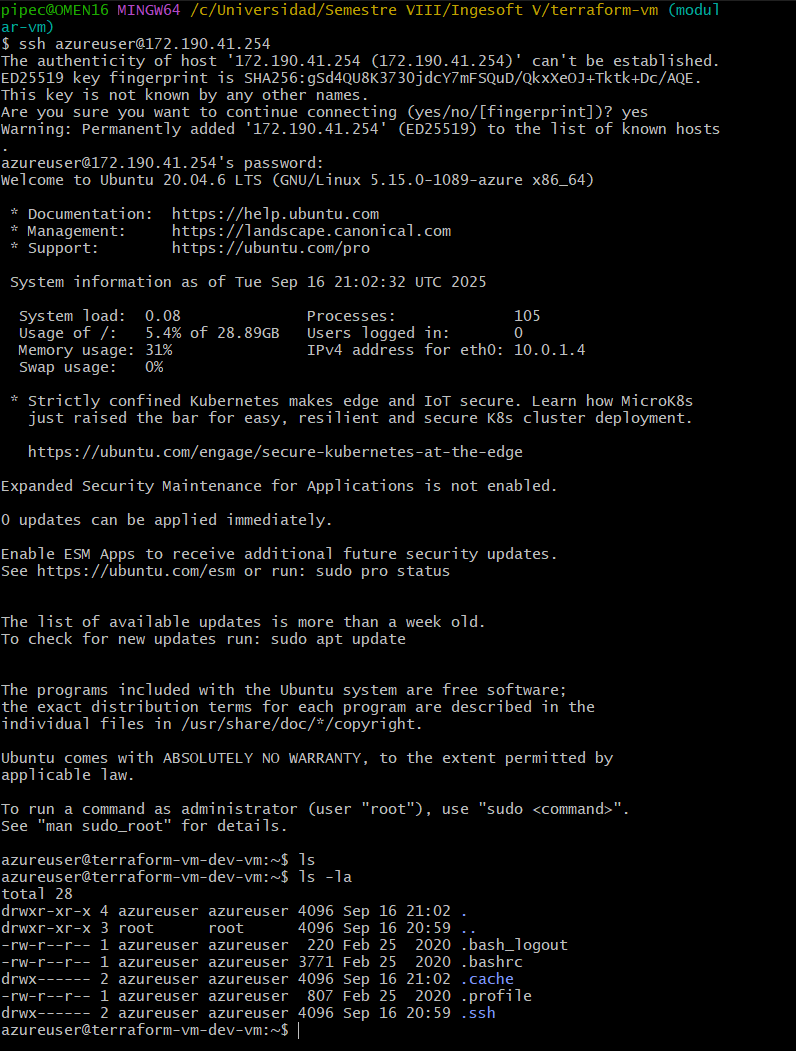 pipec@OMEN16 MINGW64 /c/Universidad/Semestre VIII/Ingesoft V/terraform-vm (modul
ar-vm)
$ ssh azureuser@172.190.41.254
The authenticity of host '172.190.41.254 (172.190.41.254)' can't be established.
ED25519 key fingerprint is SHA256:gSd4QU8K373OjdcY7mFSQuD/QkxXeOJ+Tktk+Dc/AQE.
This key is not known by any other names.
Are you sure you want to continue connecting (yes/no/[fingerprint])? yes
Warning: Permanently added '172.190.41.254' (ED25519) to the list of known hosts
.
azureuser@172.190.41.254's password:
Welcome to Ubuntu 20.04.6 LTS (GNU/Linux 5.15.0-1089-azure x86_64)

 * Documentation:  https://help.ubuntu.com
 * Management:     https://landscape.canonical.com
 * Support:        https://ubuntu.com/pro

 System information as of Tue Sep 16 21:02:32 UTC 2025

  System load:  0.08              Processes:             105
  Usage of /:   5.4% of 28.89GB   Users logged in:       0
  Memory usage: 31%               IPv4 address for eth0: 10.0.1.4
  Swap usage:   0%

 * Strictly confined Kubernetes makes edge and IoT secure. Learn how MicroK8s
   just raised the bar for easy, resilient and secure K8s cluster deployment.

   https://ubuntu.com/engage/secure-kubernetes-at-the-edge

Expanded Security Maintenance for Applications is not enabled.

0 updates can be applied immediately.

Enable ESM Apps to receive additional future security updates.
See https://ubuntu.com/esm or run: sudo pro status


The list of available updates is more than a week old.
To check for new updates run: sudo apt update


The programs included with the Ubuntu system are free software;
the exact distribution terms for each program are described in the
individual files in /usr/share/doc/*/copyright.

Ubuntu comes with ABSOLUTELY NO WARRANTY, to the extent permitted by
applicable law.

To run a command as administrator (user "root"), use "sudo <command>".
See "man sudo_root" for details.

azureuser@terraform-vm-dev-vm:~$ ls
azureuser@terraform-vm-dev-vm:~$ ls -la
total 28
drwxr-xr-x 4 azureuser azureuser 4096 Sep 16 21:02 .
drwxr-xr-x 3 root      root      4096 Sep 16 20:59 ..
-rw-r--r-- 1 azureuser azureuser  220 Feb 25  2020 .bash_logout
-rw-r--r-- 1 azureuser azureuser 3771 Feb 25  2020 .bashrc
drwx------ 2 azureuser azureuser 4096 Sep 16 21:02 .cache
-rw-r--r-- 1 azureuser azureuser  807 Feb 25  2020 .profile
drwx------ 2 azureuser azureuser 4096 Sep 16 20:59 .ssh
azureuser@terraform-vm-dev-vm:~$